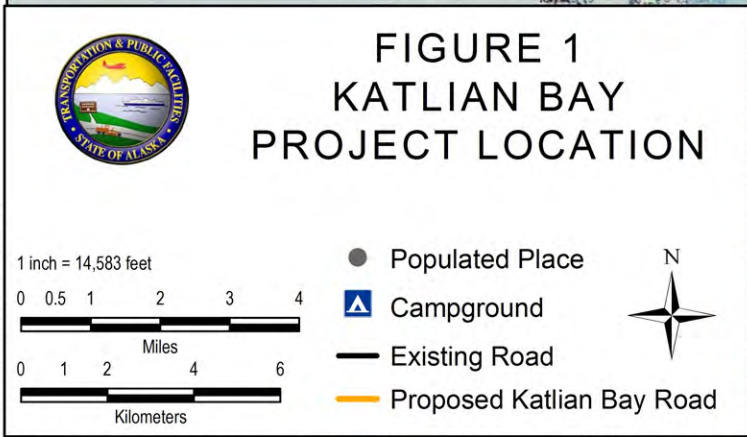 TRANSPORTATION & PUBLIC FACILITIES
STATE OF ALASKA
FIGURE 1
KATLIAN BAY
PROJECT LOCATION
1 inch = 14,583 feet
0 0.5 1 2 3 4
Miles
0 1 2 4 6
Kilometers
Populated Place
Campground
Existing Road
Proposed Katlian Bay Road
N